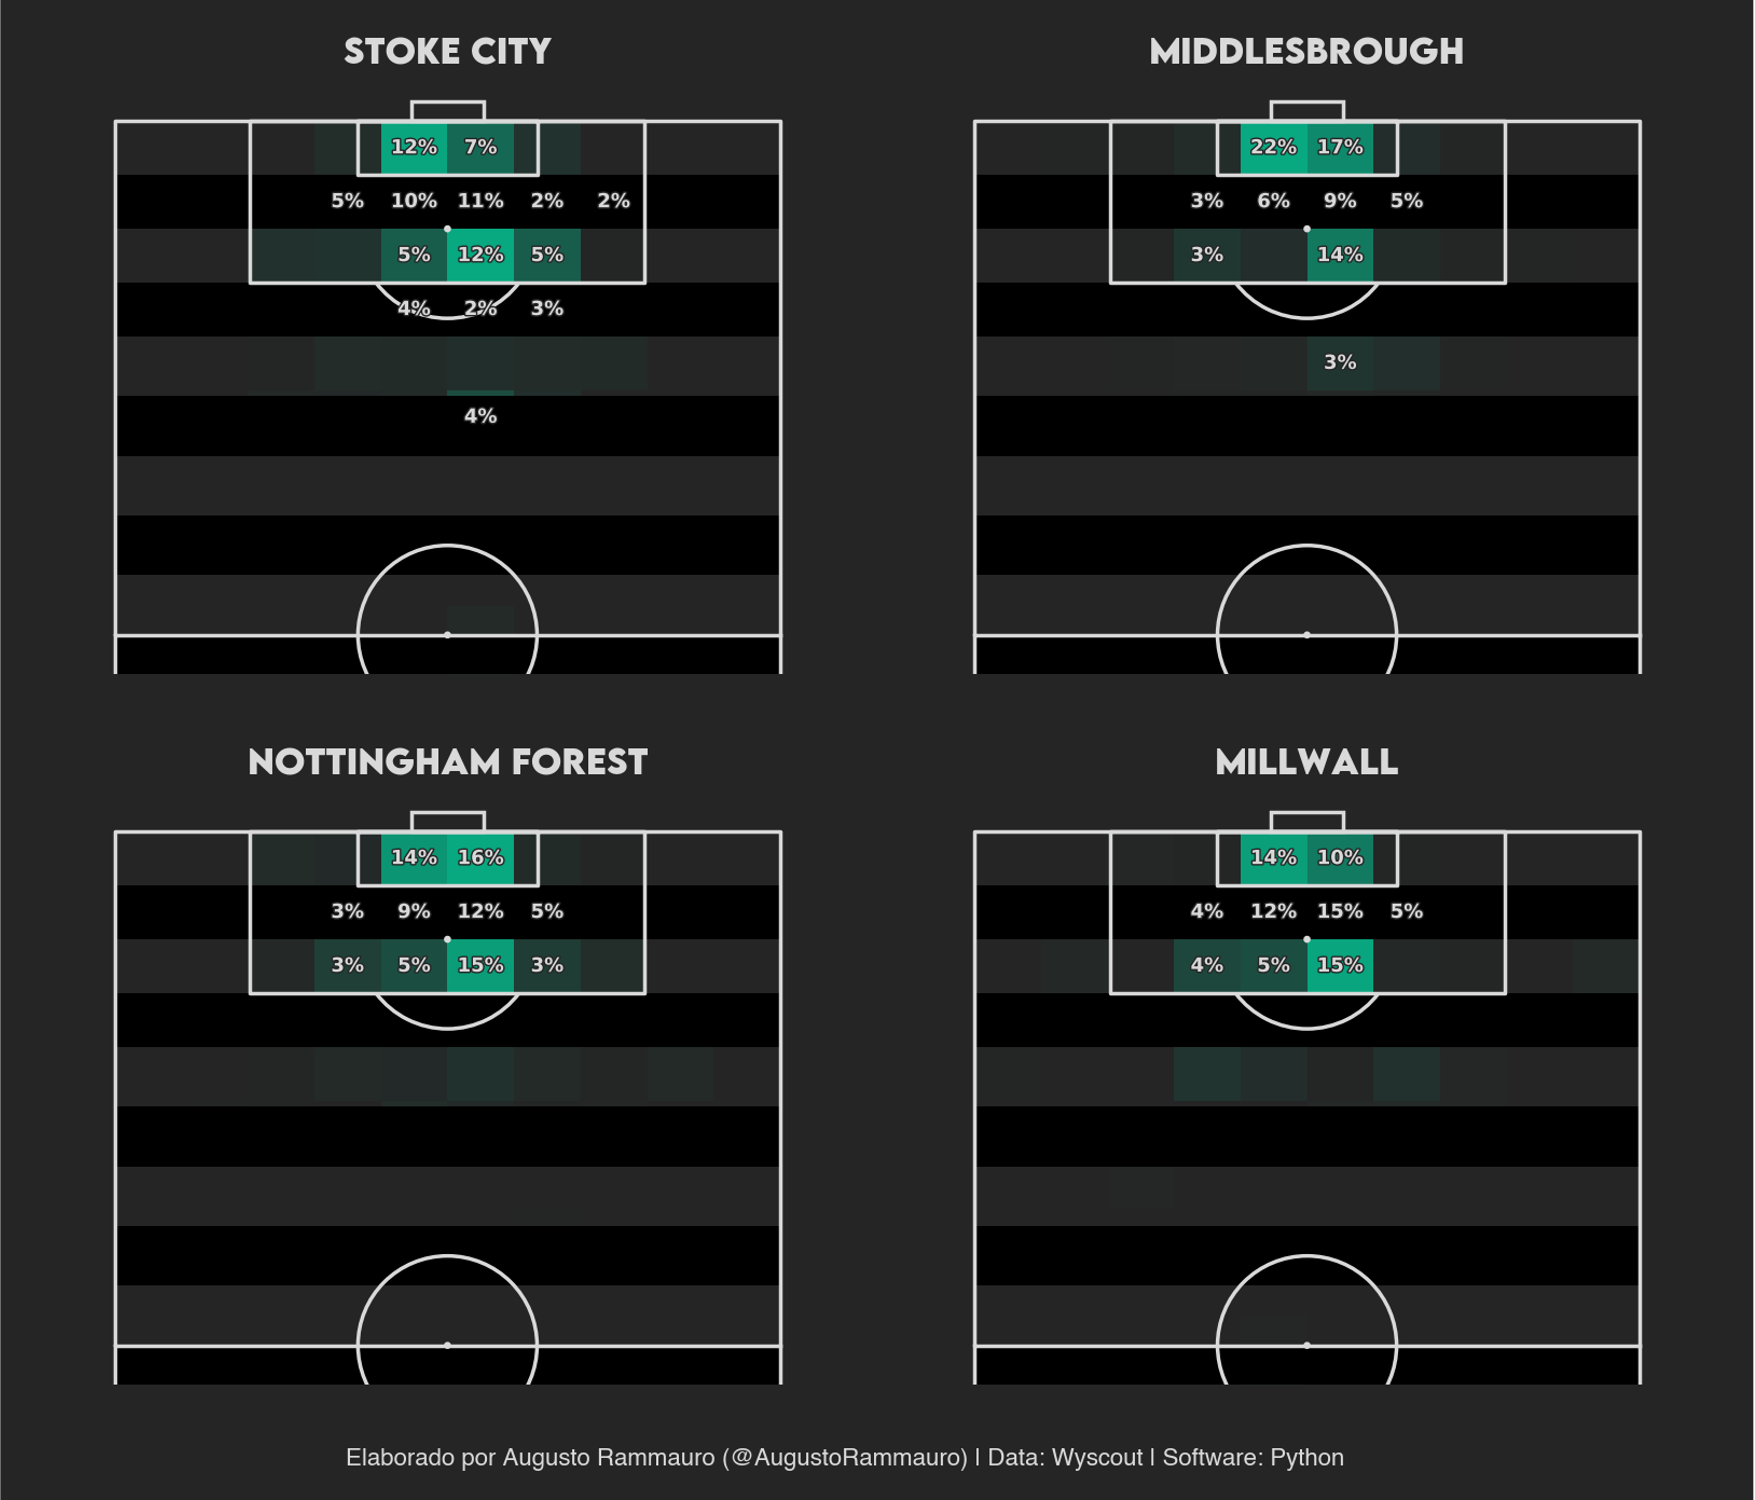 STOKE CITY
12% 7%
5% 10% 11% 2% 2%
5% 12% 5%
4% 2% 3%
4%
MIDDLESBROUGH
22% 17%
3% 6% 9% 5%
3% 14%
3%
NOTTINGHAM FOREST
14% 16%
3% 9% 12% 5%
3% 5% 15% 3%
MILLWALL
14% 10%
4% 12% 15% 5%
4% 5% 15%
Elaborado por Augusto Rammauro (@AugustoRammauro) | Data: Wyscout | Software: Python